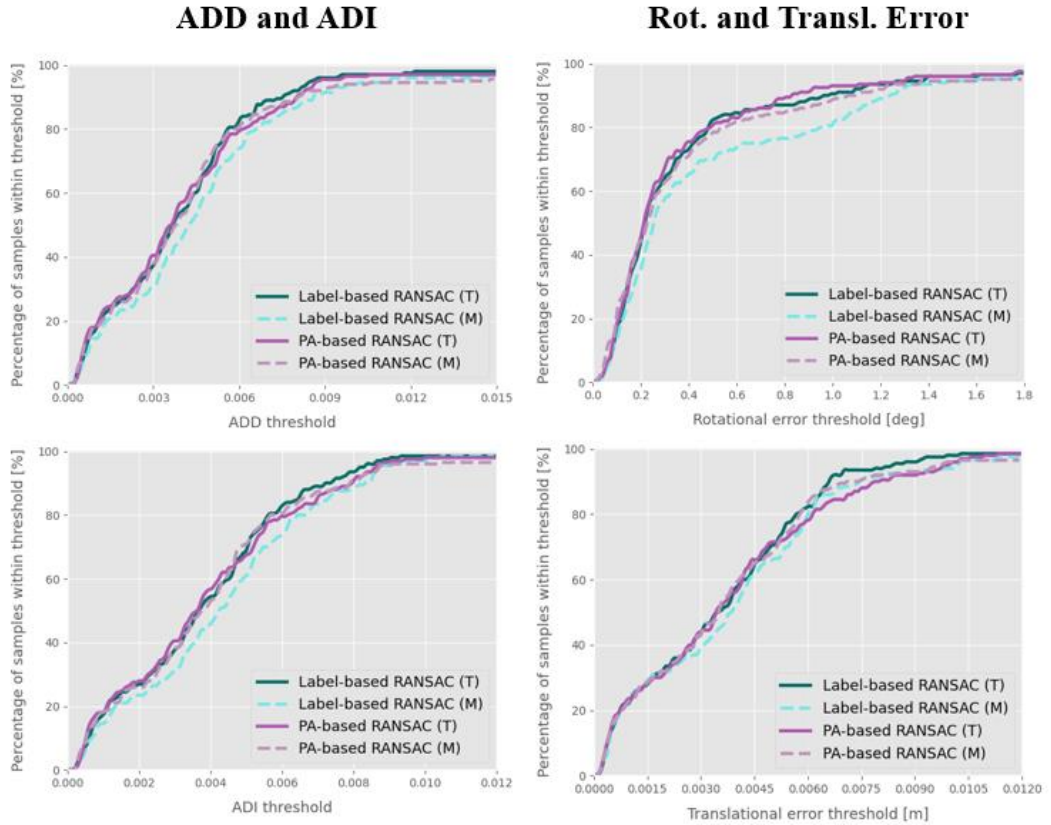 ADD and ADI
Rot. and Transl. Error
Percentage of samples within threshold [%]
100
80
60
40
20
0
Label-based RANSAC (T)
Label-based RANSAC (M)
PA-based RANSAC (T)
PA-based RANSAC (M)
0.000 0.003 0.006 0.009 0.012 0.015
ADD threshold
Percentage of samples within threshold [%]
100
80
60
40
20
0
Label-based RANSAC (T)
Label-based RANSAC (M)
PA-based RANSAC (T)
PA-based RANSAC (M)
0.0 0.2 0.4 0.6 0.8 1.0 1.2 1.4 1.6 1.8
Rotational error threshold [deg]
Percentage of samples within threshold [%]
100
80
60
40
20
0
Label-based RANSAC (T)
Label-based RANSAC (M)
PA-based RANSAC (T)
PA-based RANSAC (M)
0.000 0.002 0.004 0.006 0.008 0.010 0.012
ADI threshold
Percentage of samples within threshold [%]
100
80
60
40
20
0
Label-based RANSAC (T)
Label-based RANSAC (M)
PA-based RANSAC (T)
PA-based RANSAC (M)
0.0000 0.0015 0.0030 0.0045 0.0060 0.0075 0.0090 0.0105 0.0120
Translational error threshold [m]